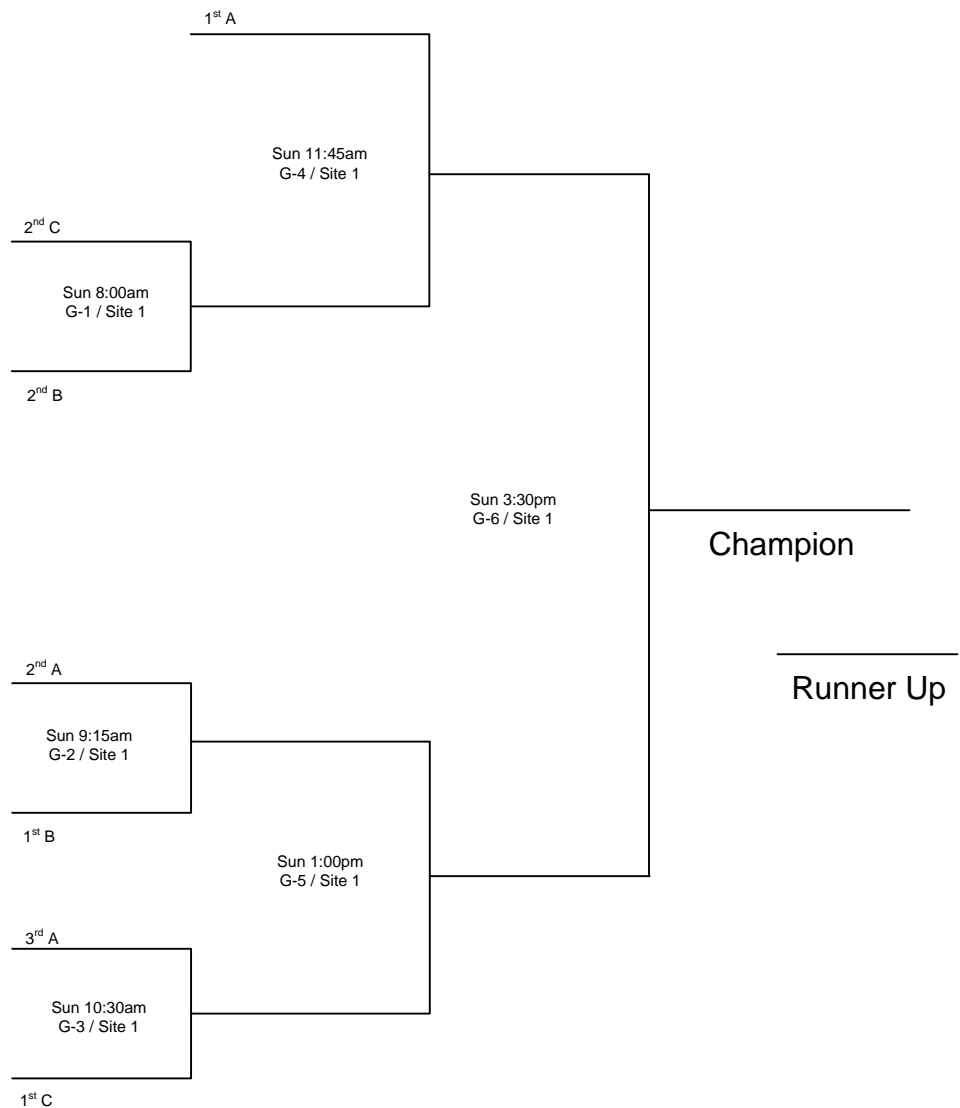 1st A
Sun 11:45am
G-4 / Site 1
2nd C
Sun 8:00am
G-1 / Site 1
2nd B
Sun 3:30pm
G-6 / Site 1
Champion
2nd A
Runner Up
Sun 9:15am
G-2 / Site 1
1st B
Sun 1:00pm
G-5 / Site 1
3rd A
Sun 10:30am
G-3 / Site 1
1st C